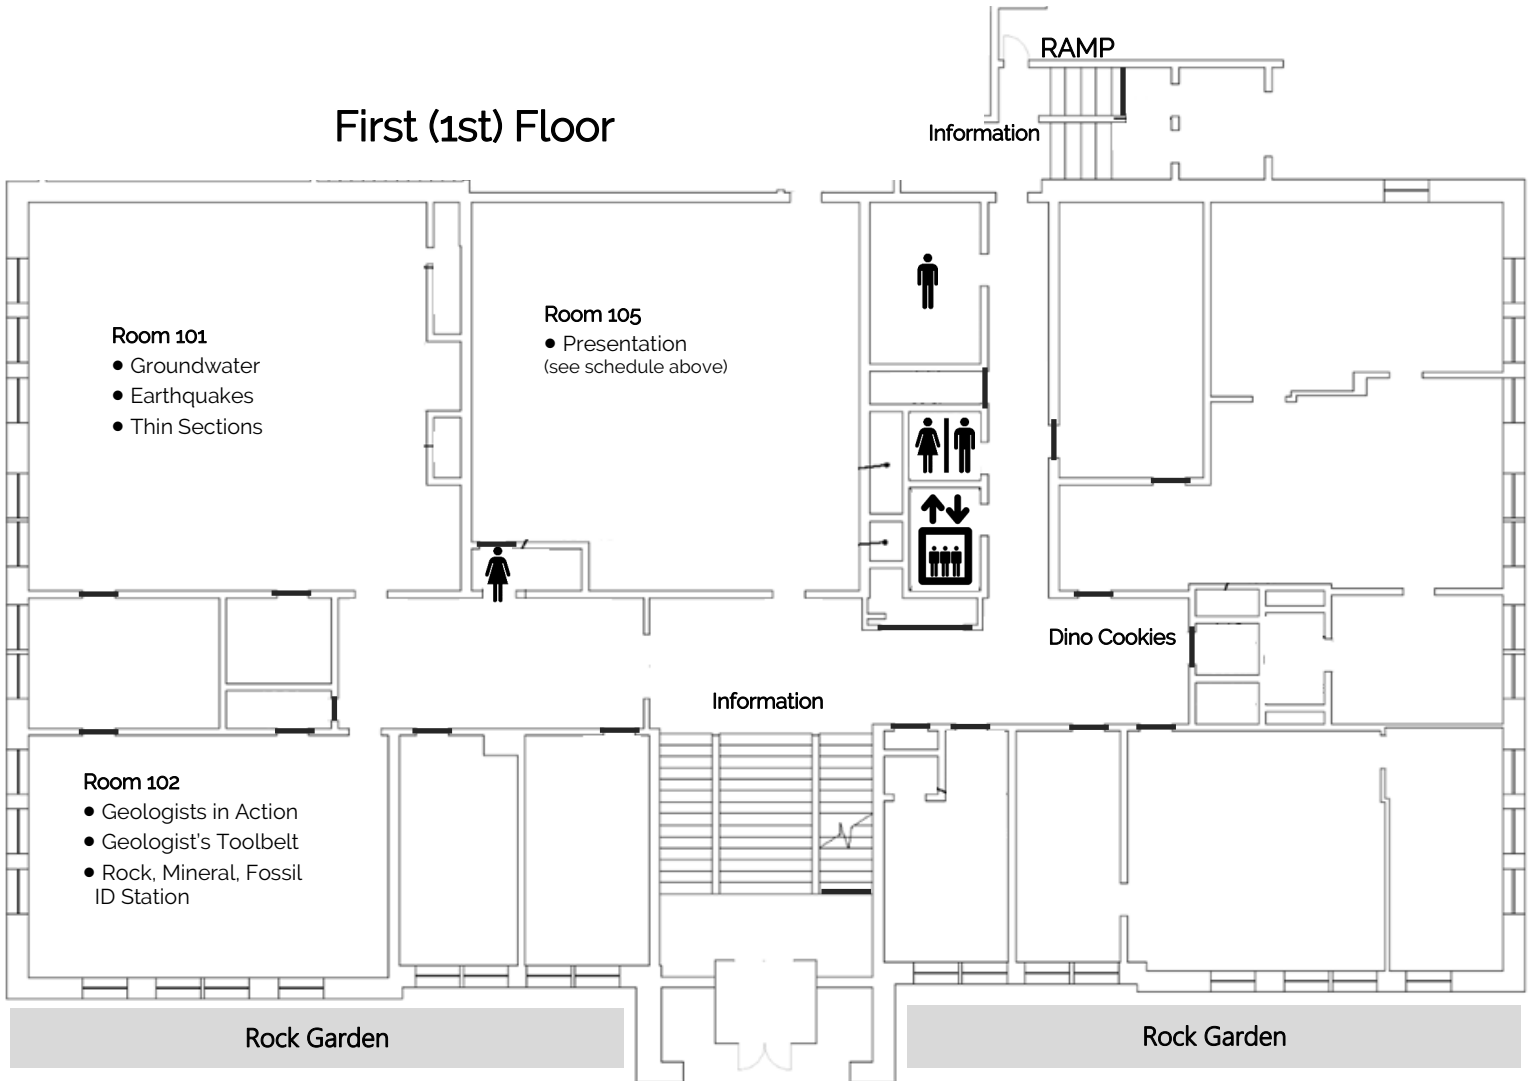 RAMP
First (1st) Floor
Information
Room 101
• Groundwater
• Earthquakes
• Thin Sections
Room 105
• Presentation
(see schedule above)
Dino Cookies
Information
Room 102
• Geologists in Action
• Geologist's Toolbelt
• Rock, Mineral, Fossil
ID Station
Rock Garden
Rock Garden